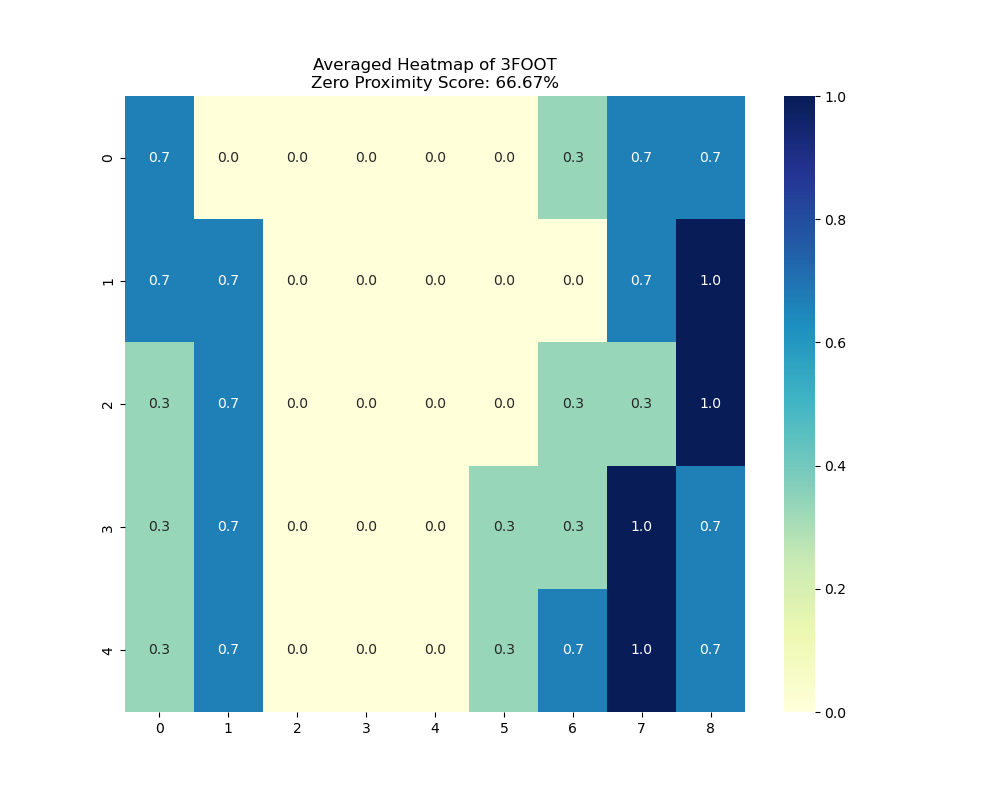 Averaged Heatmap of 3FOOT
Zero Proximity Score: 66.67%
0 0.7 0.0 0.0 0.0 0.0 0.0 0.3 0.7 0.7
1 0.7 0.7 0.0 0.0 0.0 0.0 0.0 0.7 1.0
2 0.3 0.7 0.0 0.0 0.0 0.0 0.3 0.3 1.0
3 0.3 0.7 0.0 0.0 0.0 0.3 0.3 1.0 0.7
4 0.3 0.7 0.0 0.0 0.0 0.3 0.7 1.0 0.7
0 1 2 3 4 5 6 7 8
1.0
0.8
0.6
0.4
0.2
0.0